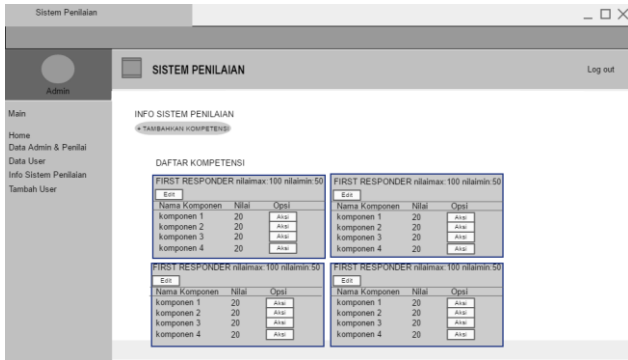 Sistem Penilaian
SISTEM PENILAIAN
Log out
Admin
Main
Home
Data Admin & Penilai
Data User
Info Sistem Penilaian
Tambah User
INFO SISTEM PENILAIAN
+ TAMBAHKAN KOMPETENSI
DAFTAR KOMPETENSI
FIRST RESPONDER nilaimax:100 nilaimin:50
Edit
Nama Komponen Nilai Opsi
komponen 1 20 Aksi
komponen 2 20 Aksi
komponen 3 20 Aksi
komponen 4 20 Aksi
FIRST RESPONDER nilaimax:100 nilaimin:50
Edit
Nama Komponen Nilai Opsi
komponen 1 20 Aksi
komponen 2 20 Aksi
komponen 3 20 Aksi
komponen 4 20 Aksi
FIRST RESPONDER nilaimax:100 nilaimin:50
Edit
Nama Komponen Nilai Opsi
komponen 1 20 Aksi
komponen 2 20 Aksi
komponen 3 20 Aksi
komponen 4 20 Aksi
FIRST RESPONDER nilaimax:100 nilaimin:50
Edit
Nama Komponen Nilai Opsi
komponen 1 20 Aksi
komponen 2 20 Aksi
komponen 3 20 Aksi
komponen 4 20 Aksi